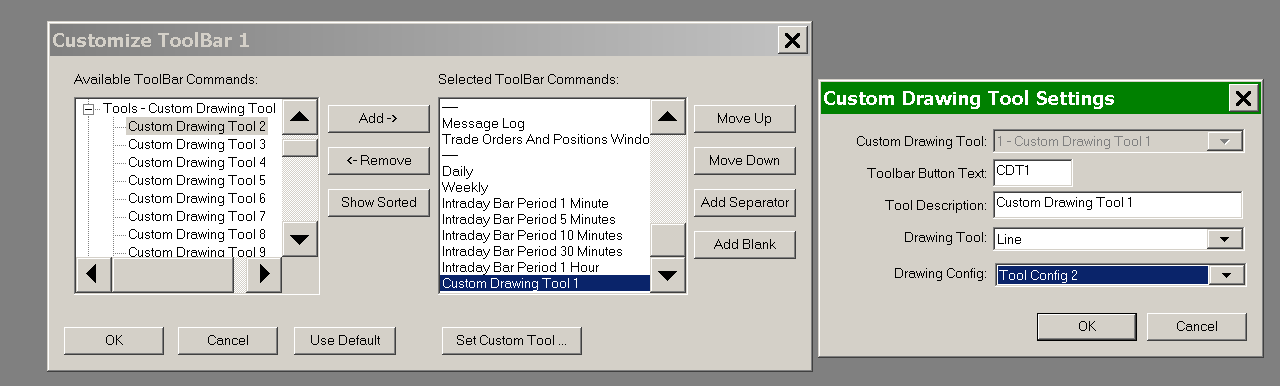 Customize ToolBar 1
Available ToolBar Commands:
Tools - Custom Drawing Tool
Custom Drawing Tool 2
Custom Drawing Tool 3
Custom Drawing Tool 4
Custom Drawing Tool 5
Custom Drawing Tool 6
Custom Drawing Tool 7
Custom Drawing Tool 8
Custom Drawing Tool 9
Add ->
<- Remove
Show Sorted
Selected ToolBar Commands:
Message Log
Trade Orders And Positions Windo
Daily
Weekly
Intraday Bar Period 1 Minute
Intraday Bar Period 5 Minutes
Intraday Bar Period 10 Minutes
Intraday Bar Period 30 Minutes
Intraday Bar Period 1 Hour
Custom Drawing Tool 1
Move Up
Move Down
Add Separator
Add Blank
OK
Cancel
Use Default
Set Custom Tool ...
Custom Drawing Tool Settings
Custom Drawing Tool: 1 - Custom Drawing Tool 1
Toolbar Button Text: CDT1
Tool Description: Custom Drawing Tool 1
Drawing Tool: Line
Drawing Config: Tool Config 2
OK
Cancel